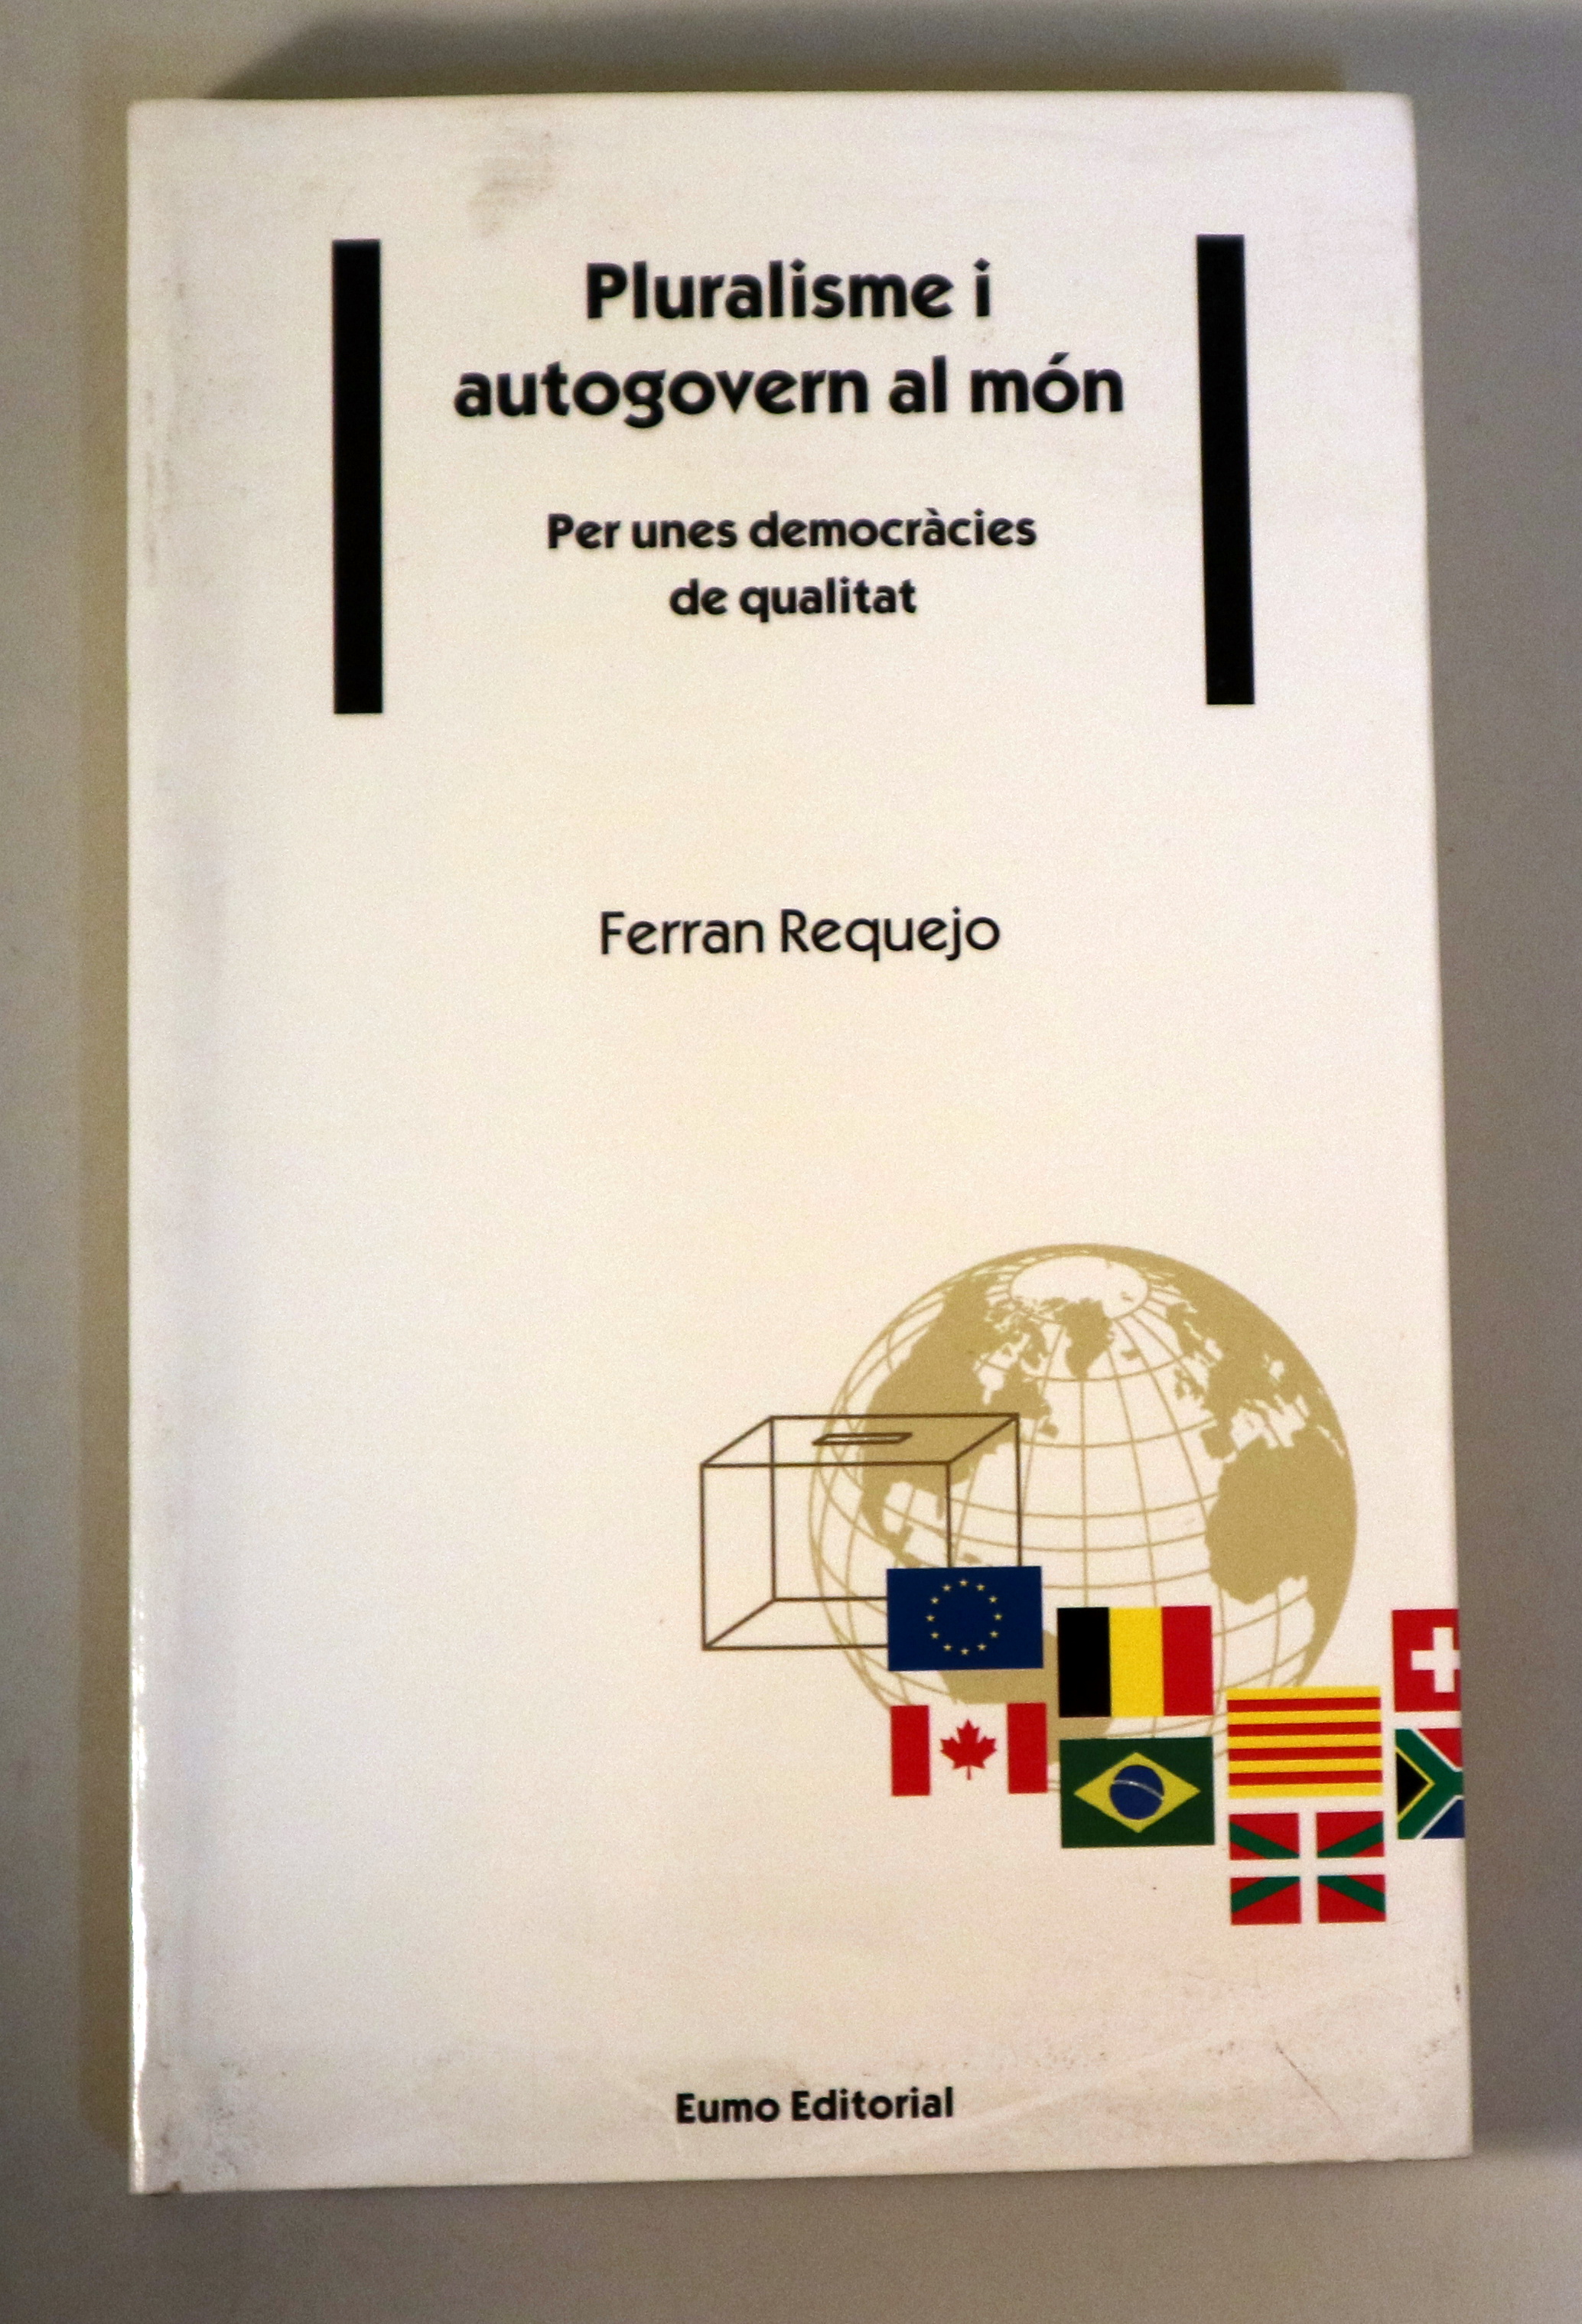 Pluralisme i
autogovern al món
Per unes democràcies
de qualitat
Ferran Requejo
Eumo Editorial